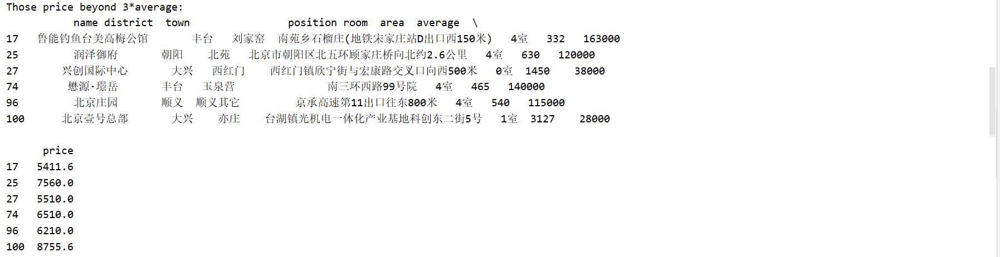 Those price beyond 3*average:
name district town position room area average \
17 鲁能钓鱼台美高梅公馆 丰台 刘家窑 南苑乡石榴庄(地铁宋家庄站D出口西150米) 4室 332 163000
25 润泽御府 朝阳 北苑 北京市朝阳区北五环顾家庄桥向北约2.6公里 4室 630 120000
27 兴创国际中心 大兴 西红门 西红门镇欣宁街与宏康路交叉口向西500米 0室 1450 38000
74 懋源·璟岳 丰台 玉泉营 南三环西路99号院 4室 465 140000
96 北京庄园 顺义 顺义其它 京承高速第11出口往东800米 4室 540 115000
100 北京壹号总部 大兴 亦庄 台湖镇光机电一体化产业基地科创东二街5号 1室 3127 28000
price
17 5411.6
25 7560.0
27 5510.0
74 6510.0
96 6210.0
100 8755.6